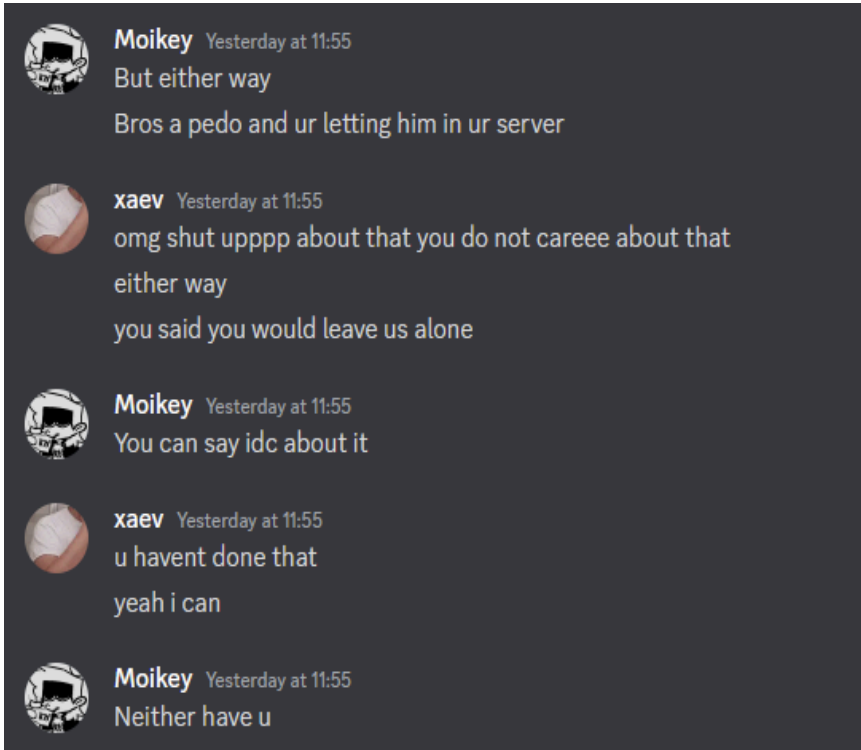 Moikey Yesterday at 11:55
But either way
Bros a pedo and ur letting him in ur server
xaev Yesterday at 11:55
omg shut upppp about that you do not careee about that
either way
you said you would leave us alone
Moikey Yesterday at 11:55
You can say idc about it
xaev Yesterday at 11:55
u havent done that
yeah i can
Moikey Yesterday at 11:55
Neither have u